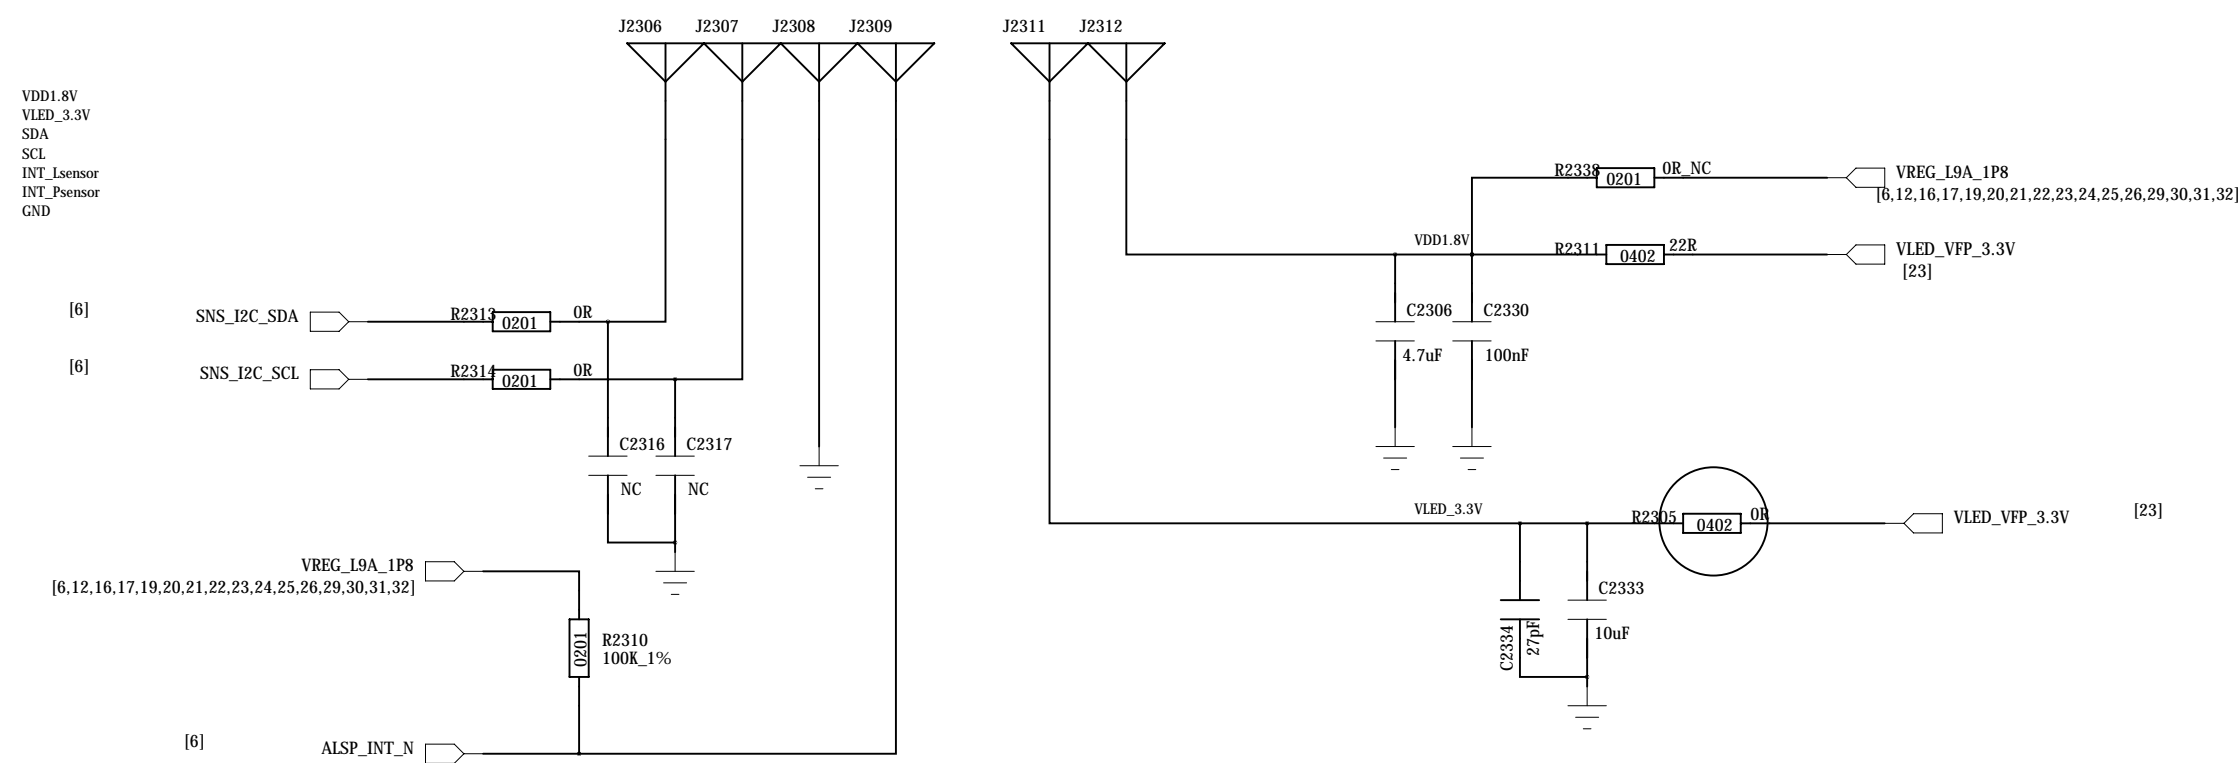 J2306 J2307 J2308 J2309 J2311 J2312
VDD1.8V
VLED_3.3V
SDA
SCL
INT_Lsensor
INT_Psensor
GND
R2338 0201 0R_NC VREG_L9A_1P8
[6,12,16,17,19,20,21,22,23,24,25,26,29,30,31,32]
VDD1.8V R2311 0402 22R VLED_VFP_3.3V
[23]
[6] SNS_I2C_SDA R2313 0201 0R
C2306 C2330
4.7uF 100nF
[6] SNS_I2C_SCL R2314 0201 0R
C2316 C2317
NC NC
VLED_3.3V R2305 0402 0R VLED_VFP_3.3V [23]
VREG_L9A_1P8
[6,12,16,17,19,20,21,22,23,24,25,26,29,30,31,32]
C2333
10uF
C2334
27pF
0201
R2310
100K_1%
[6] ALSP_INT_N